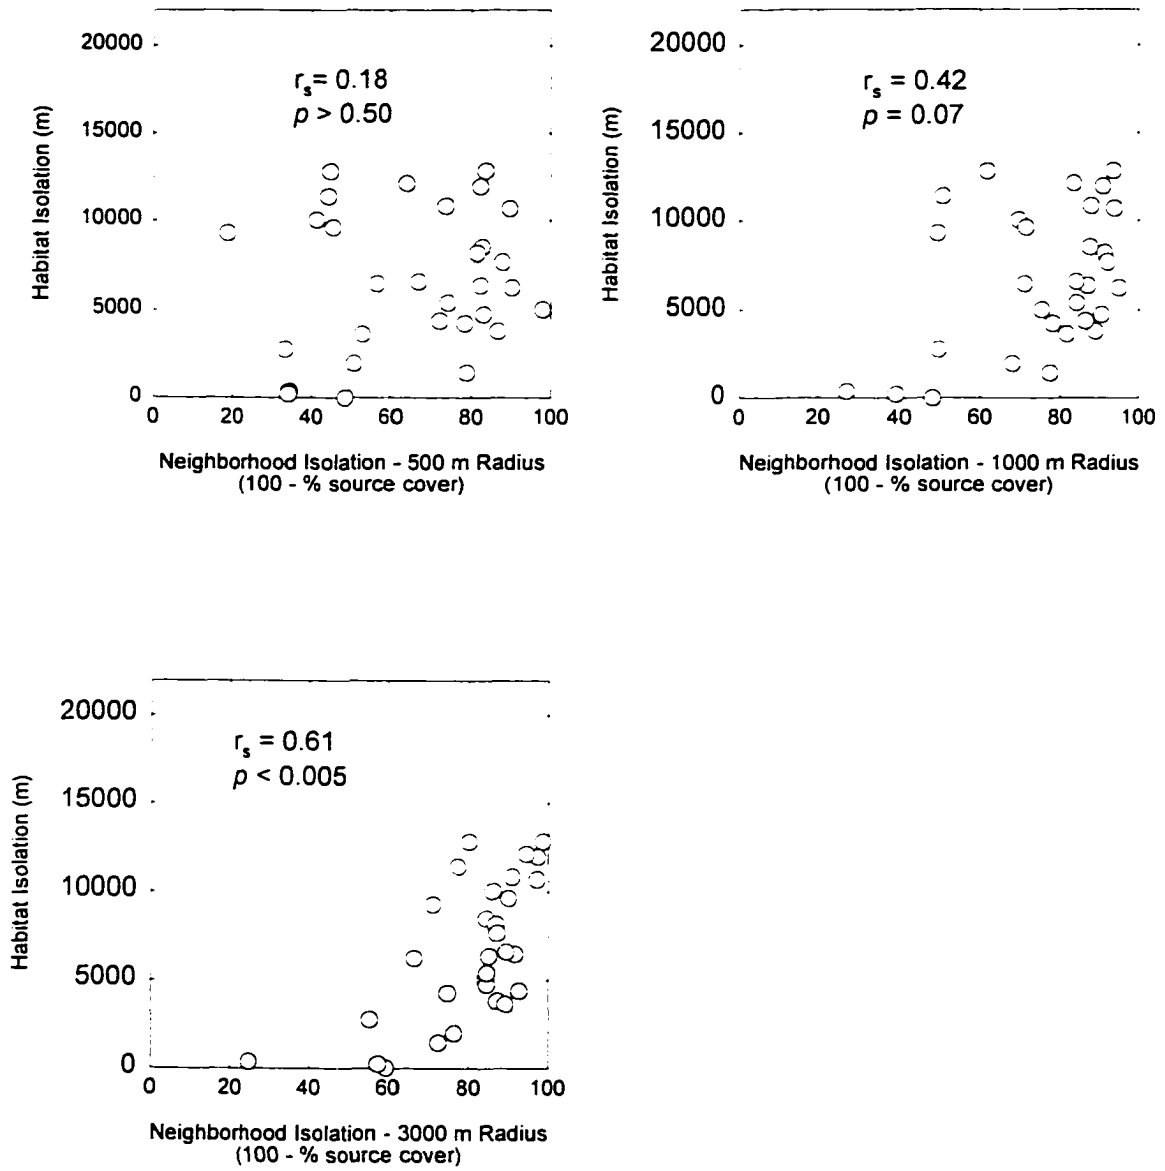 20000
15000
10000
5000
0
Habitat Isolation (m)
rs= 0.18
p > 0.50
0 20 40 60 80 100
Neighborhood Isolation - 500 m Radius
(100 - % source cover)
20000
15000
10000
5000
0
Habitat Isolation (m)
rs = 0.42
p = 0.07
0 20 40 60 80 100
Neighborhood Isolation - 1000 m Radius
(100 - % source cover)
20000
15000
10000
5000
0
Habitat Isolation (m)
rs = 0.61
p < 0.005
0 20 40 60 80 100
Neighborhood Isolation - 3000 m Radius
(100 - % source cover)